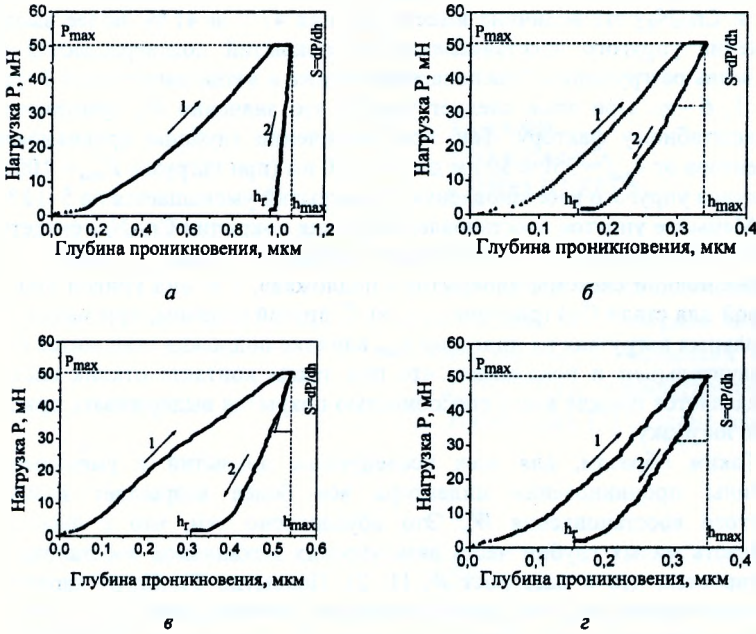 60
50
40
30
20
10
0
Pmax
Нагрузка P, мН
1
2
S=dP/dh
hr
hmax
0,0 0,2 0,4 0,6 0,8 1,0 1,2
Глубина проникновения, мкм
а
60
50
40
30
20
10
0
Pmax
Нагрузка P, мН
1
2
S=dP/dh
hr
hmax
0,0 0,1 0,2 0,3 0,4
Глубина проникновения, мкм
б
60
50
40
30
20
10
0
Pmax
Нагрузка P, мН
1
2
S=dP/dh
hr
hmax
0,0 0,1 0,2 0,3 0,4 0,5 0,6
Глубина проникновения, мкм
в
60
50
40
30
20
10
0
Pmax
Нагрузка P, мН
1
2
S=dP/dh
hr
hmax
0,0 0,1 0,2 0,3 0,4
Глубина проникновения, мкм
г